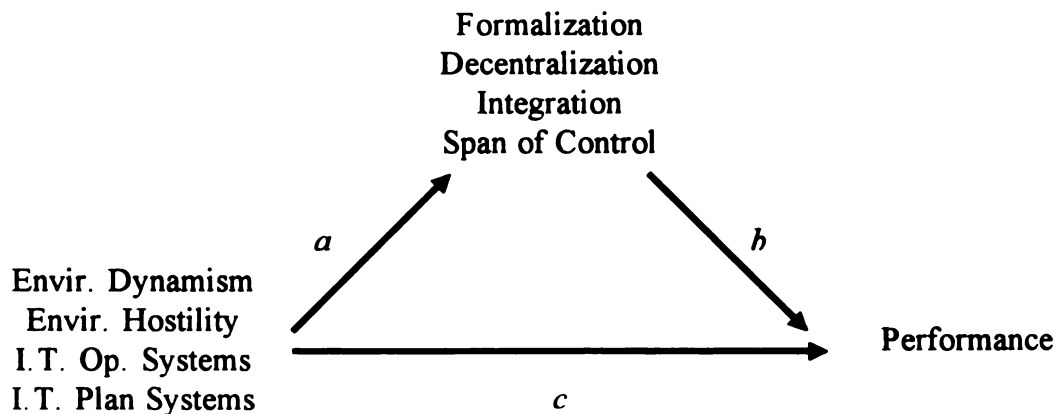 Formalization
Decentralization
Integration
Span of Control
a
b
Envir. Dynamism
Envir. Hostility
I.T. Op. Systems
I.T. Plan Systems
Performance
c